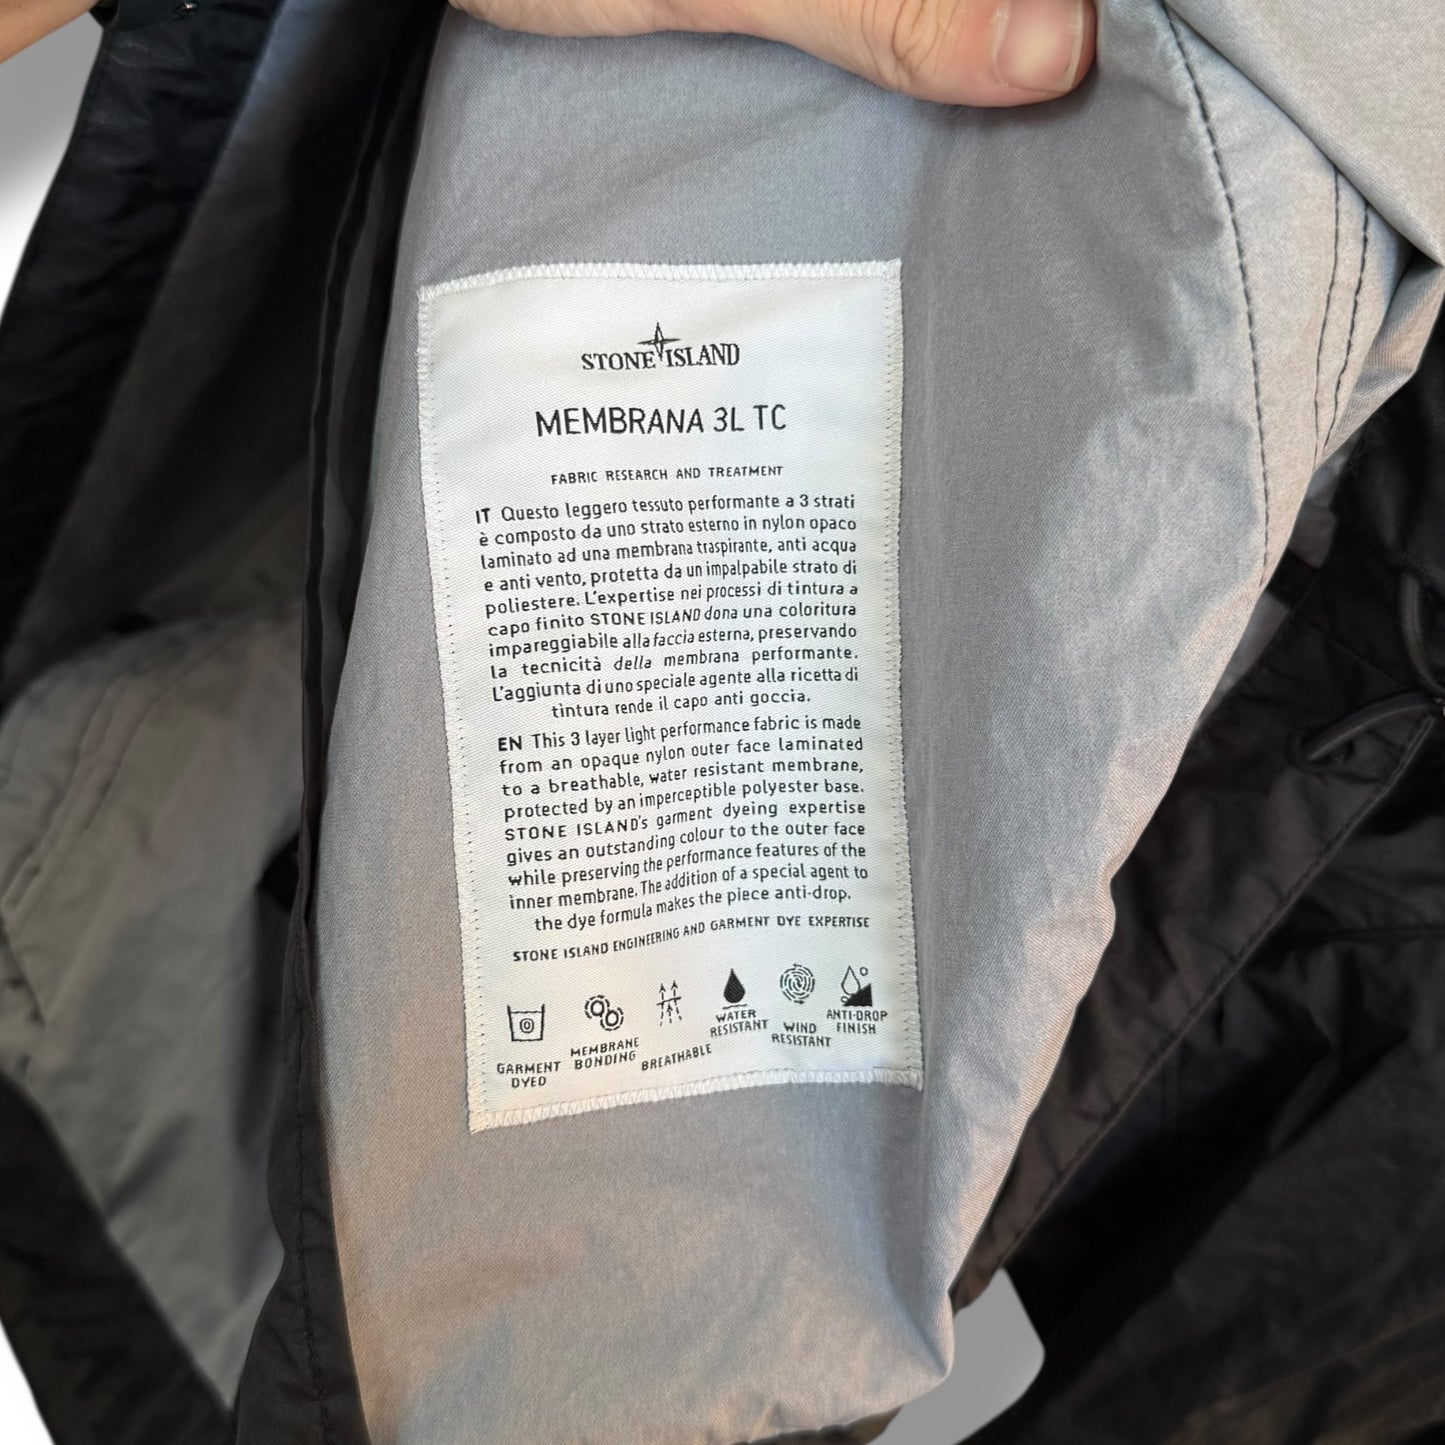 STONE ISLAND
MEMBRANA 3L TC
FABRIC RESEARCH AND TREATMENT
IT Questo leggero tessuto performante a 3 strati
è composto da uno strato esterno in nylon opaco
laminato ad una membrana traspirante, anti acqua
e anti vento, protetta da un impalpabile strato di
poliestere. L'expertise nei processi di tintura a
capo finito STONE ISLAND dona una coloritura
impareggiabile alla faccia esterna, preservando
la tecnicità della membrana performante.
L'aggiunta di uno speciale agente alla ricetta di
tintura rende il capo anti goccia.
EN This 3 layer light performance fabric is made
from an opaque nylon outer face laminated
to a breathable, water resistant membrane,
protected by an imperceptible polyester base.
STONE ISLAND's garment dyeing expertise
gives an outstanding colour to the outer face
while preserving the performance features of the
inner membrane. The addition of a special agent to
the dye formula makes the piece anti-drop.
STONE ISLAND ENGINEERING AND GARMENT DYE EXPERTISE
GARMENT
DYED
MEMBRANE
BONDING
BREATHABLE
WATER
RESISTANT
WIND
RESISTANT
ANTI-DROP
FINISH